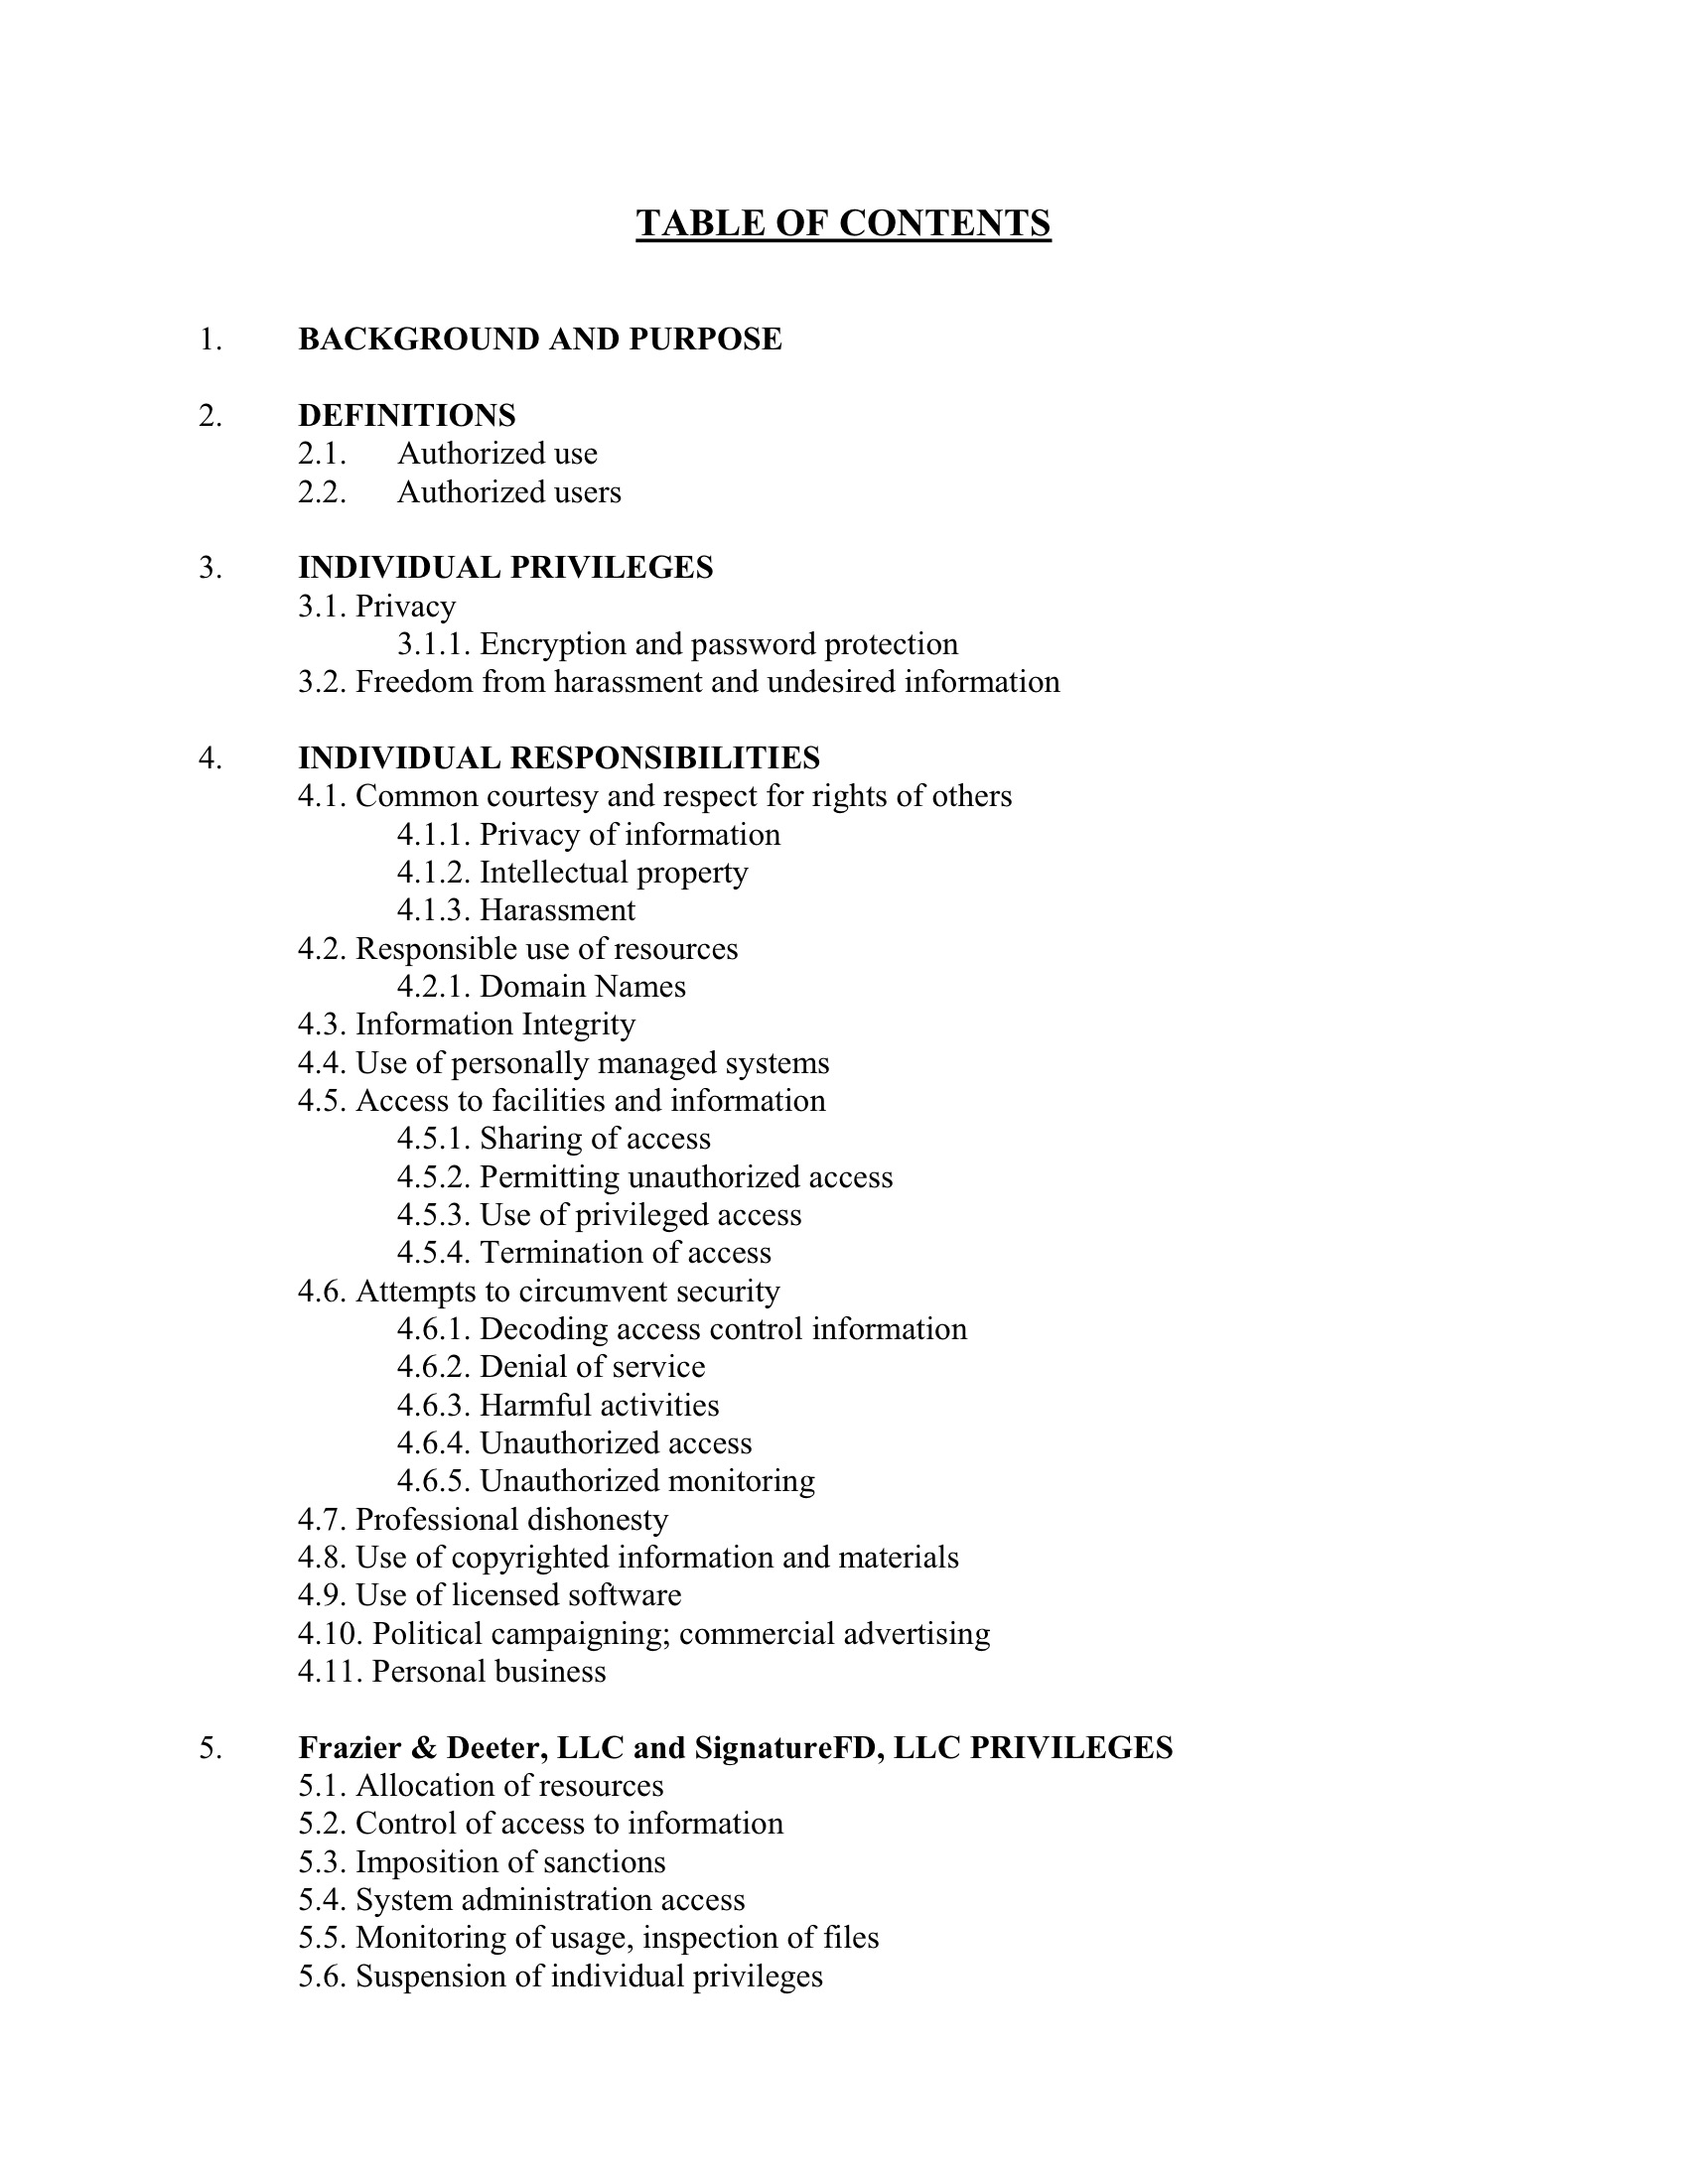 TABLE OF CONTENTS
1. BACKGROUND AND PURPOSE
2. DEFINITIONS
2.1. Authorized use
2.2. Authorized users
3. INDIVIDUAL PRIVILEGES
3.1. Privacy
3.1.1. Encryption and password protection
3.2. Freedom from harassment and undesired information
4. INDIVIDUAL RESPONSIBILITIES
4.1. Common courtesy and respect for rights of others
4.1.1. Privacy of information
4.1.2. Intellectual property
4.1.3. Harassment
4.2. Responsible use of resources
4.2.1. Domain Names
4.3. Information Integrity
4.4. Use of personally managed systems
4.5. Access to facilities and information
4.5.1. Sharing of access
4.5.2. Permitting unauthorized access
4.5.3. Use of privileged access
4.5.4. Termination of access
4.6. Attempts to circumvent security
4.6.1. Decoding access control information
4.6.2. Denial of service
4.6.3. Harmful activities
4.6.4. Unauthorized access
4.6.5. Unauthorized monitoring
4.7. Professional dishonesty
4.8. Use of copyrighted information and materials
4.9. Use of licensed software
4.10. Political campaigning; commercial advertising
4.11. Personal business
5. Frazier & Deeter, LLC and SignatureFD, LLC PRIVILEGES
5.1. Allocation of resources
5.2. Control of access to information
5.3. Imposition of sanctions
5.4. System administration access
5.5. Monitoring of usage, inspection of files
5.6. Suspension of individual privileges